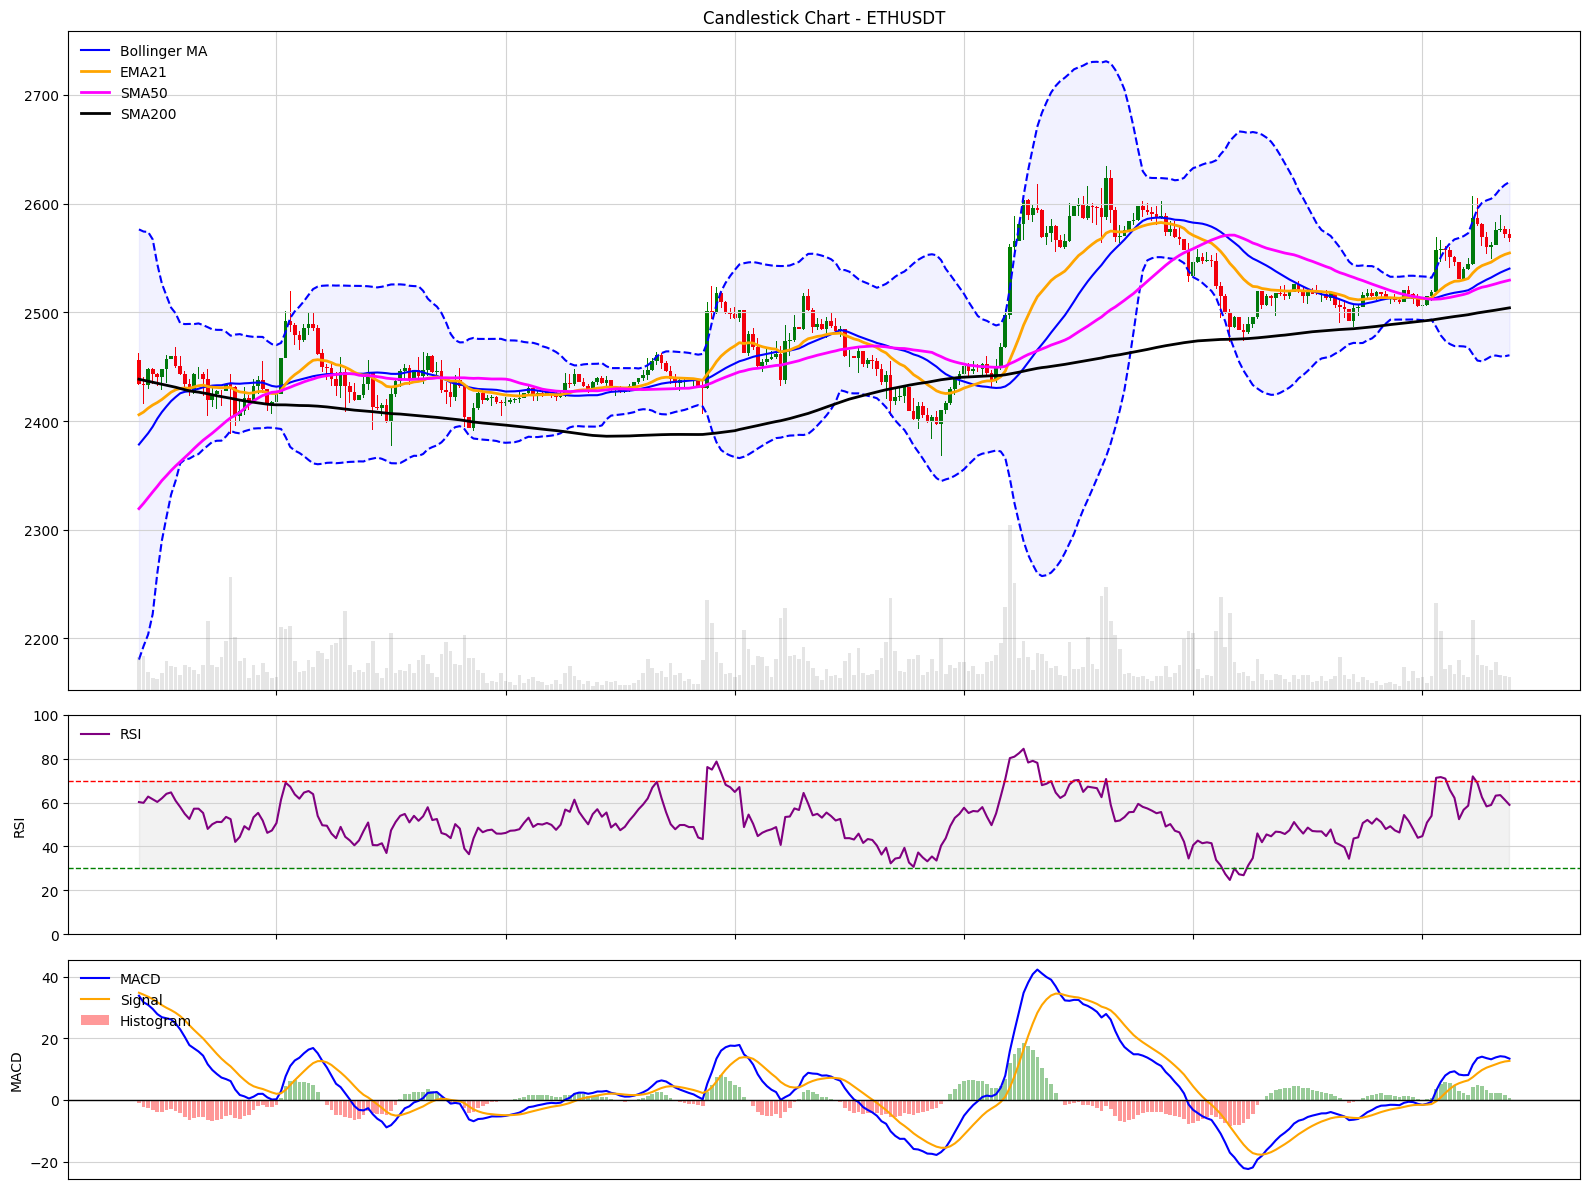 Candlestick Chart - ETHUSDT
Bollinger MA
EMA21
SMA50
SMA200
2700
2600
2500
2400
2300
2200
RSI
100
80
60
40
20
0
RSI
MACD
Signal
Histogram
40
20
0
−20
MACD